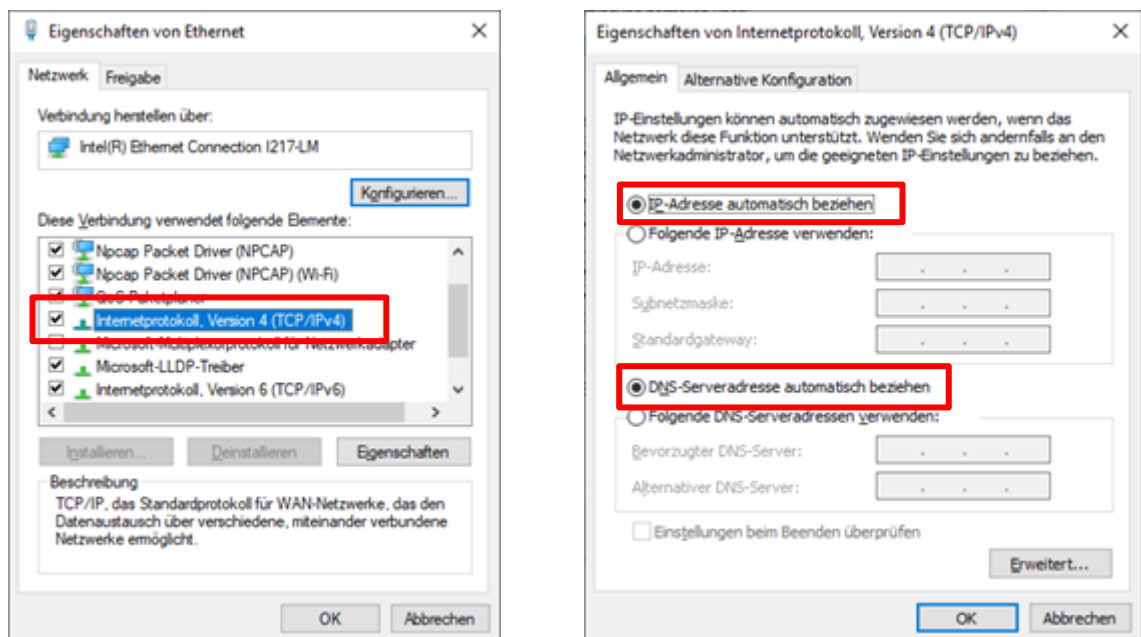 Eigenschaften von Ethernet
Netzwerk Freigabe
Verbindung herstellen über:
Intel(R) Ethernet Connection I217-LM
Konfigurieren...
Diese Verbindung verwendet folgende Elemente:
Npcap Packet Driver (NPCAP)
Npcap Packet Driver (NPCAP) (Wi-Fi)
QoS-Paketplaner
Internetprotokoll, Version 4 (TCP/IPv4)
Microsoft-Multiplexorprotokoll für Netzwerkadapter
Microsoft-LLDP-Treiber
Internetprotokoll, Version 6 (TCP/IPv6)
Installieren... Deinstallieren Eigenschaften
Beschreibung
TCP/IP, das Standardprotokoll für WAN-Netzwerke, das den
Datenaustausch über verschiedene, miteinander verbundene
Netzwerke ermöglicht.
OK Abbrechen
Eigenschaften von Internetprotokoll, Version 4 (TCP/IPv4)
Allgemein Alternative Konfiguration
IP-Einstellungen können automatisch zugewiesen werden, wenn das
Netzwerk diese Funktion unterstützt. Wenden Sie sich andernfalls an den
Netzwerkadministrator, um die geeigneten IP-Einstellungen zu beziehen.
IP-Adresse automatisch beziehen
Folgende IP-Adresse verwenden:
IP-Adresse:
Subnetzmaske:
Standardgateway:
DNS-Serveradresse automatisch beziehen
Folgende DNS-Serveradressen verwenden:
Bevorzugter DNS-Server:
Alternativer DNS-Server:
Einstellungen beim Beenden überprüfen
Erweitert...
OK Abbrechen